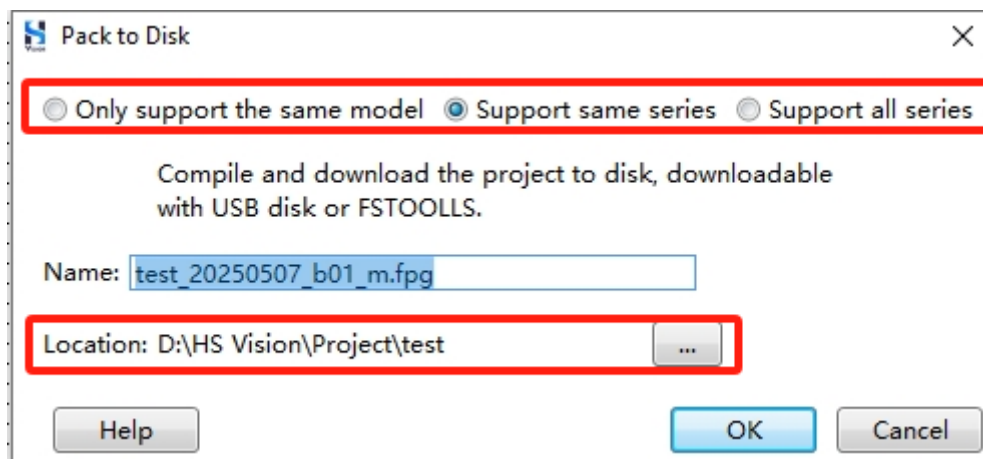 Pack to Disk
Only support the same model Support same series Support all series
Compile and download the project to disk, downloadable
with USB disk or FSTOOLLS.
Name: test_20250507_b01_m.fpg
Location: D:\HS Vision\Project\test ...
Help OK Cancel